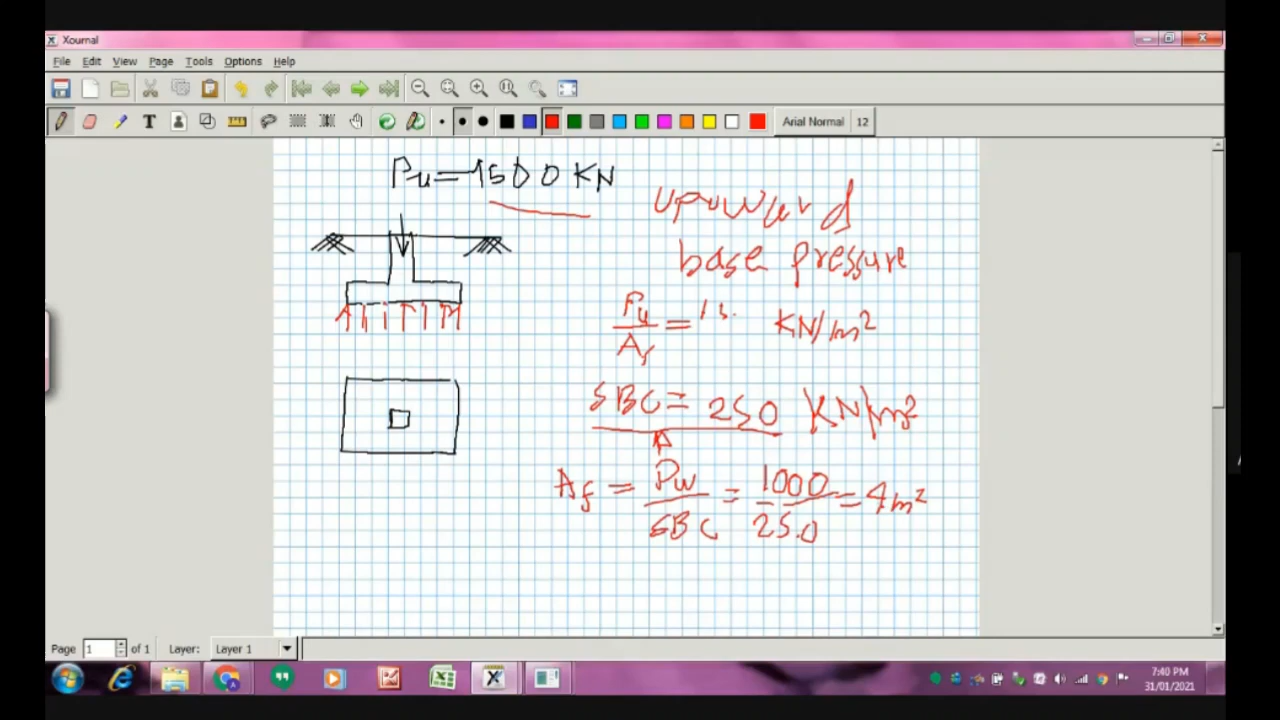 Xournal
File Edit View Page Tools Options Help
Arial Normal 12
Pu=1500 KN
upuward
base pressure
Pu/Af = 15. KN/m²
SBC = 250 KN/m²
Af = Pw/SBC = 1000/250 = 4m²
Page 1 of 1 Layer: Layer 1
7:40 PM
31/01/2021